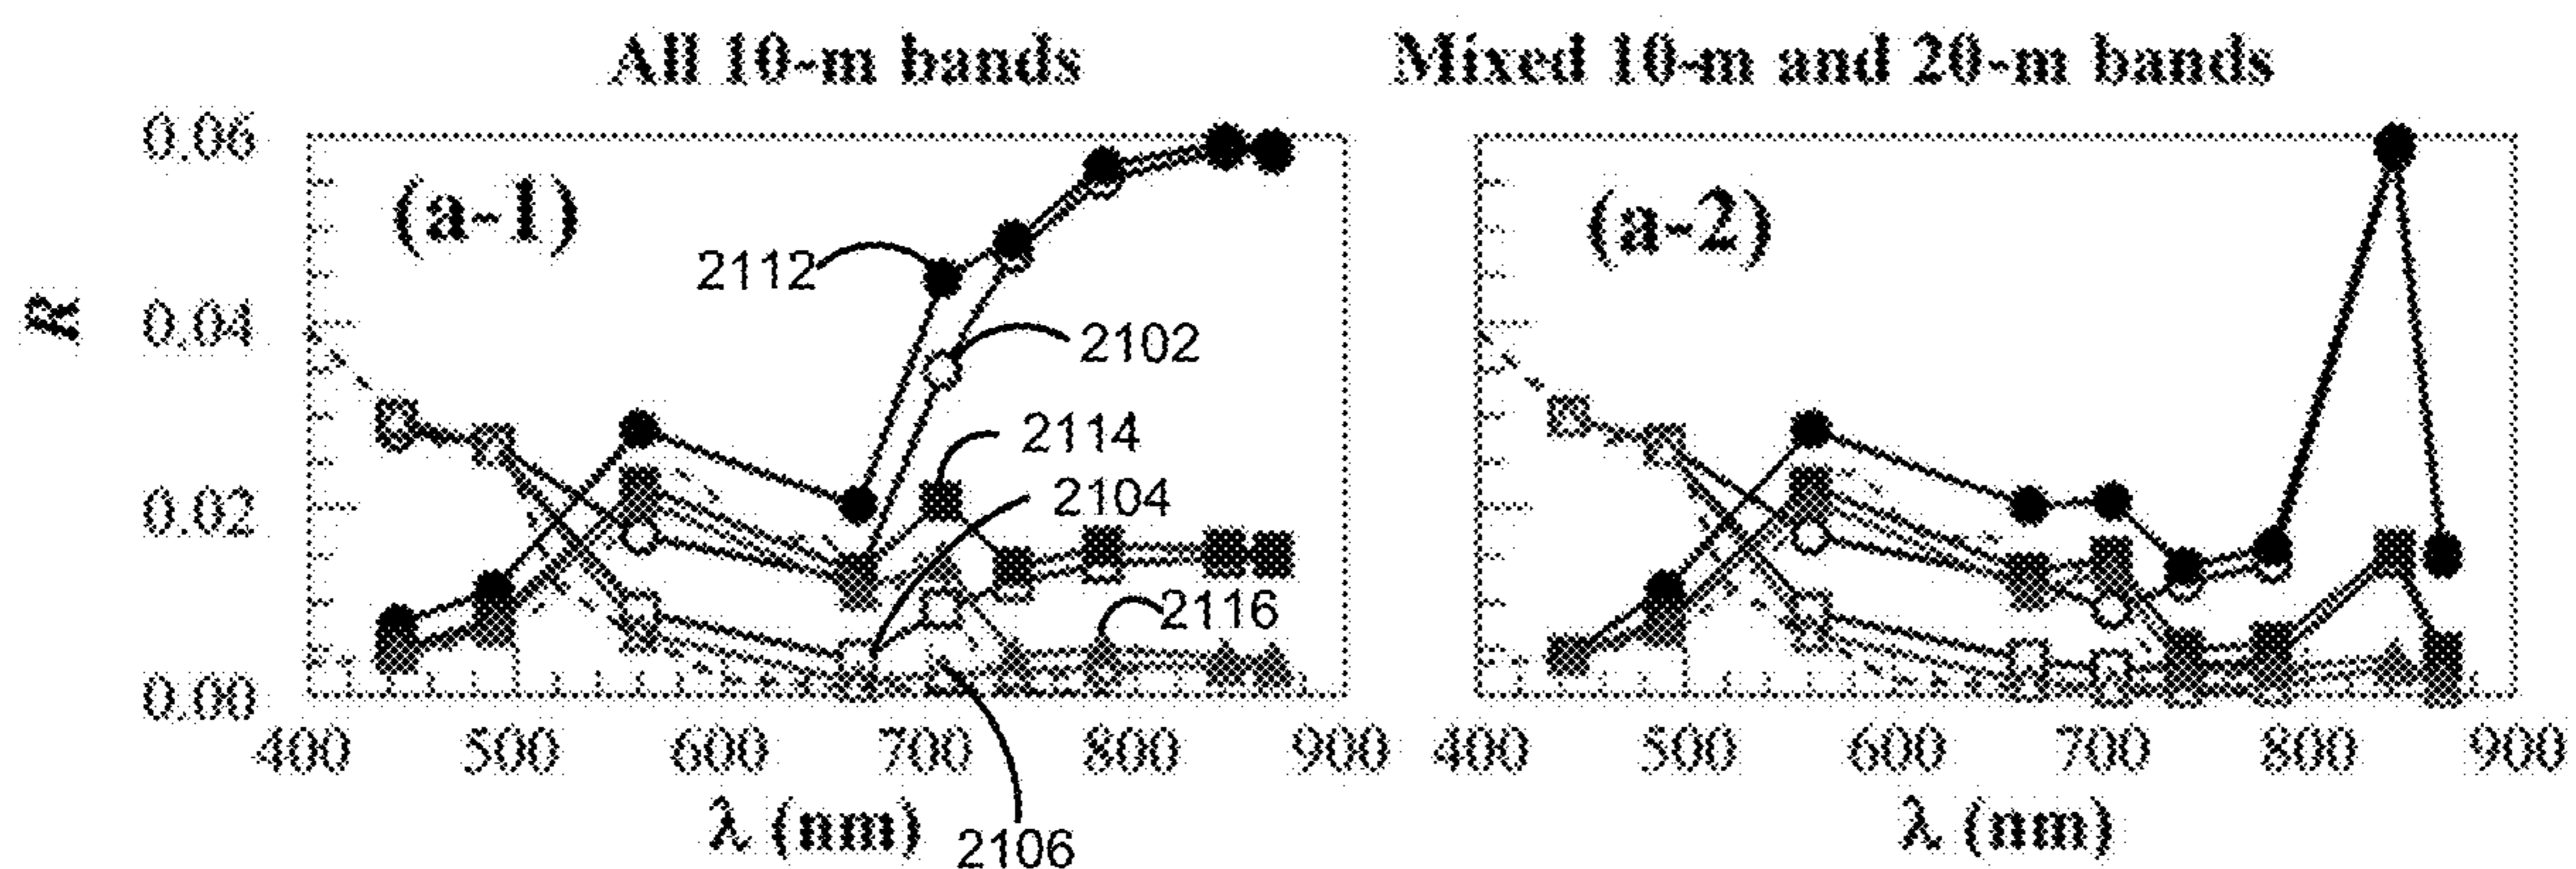 All 10-m bands
Mixed 10-m and 20-m bands
0.06
(a-1)
(a-2)
2112
R
0.04
2102
2114
2104
0.02
2116
0.00
400 500 600 700 800 900
400 500 600 700 800 900
λ (nm)
2106
λ (nm)